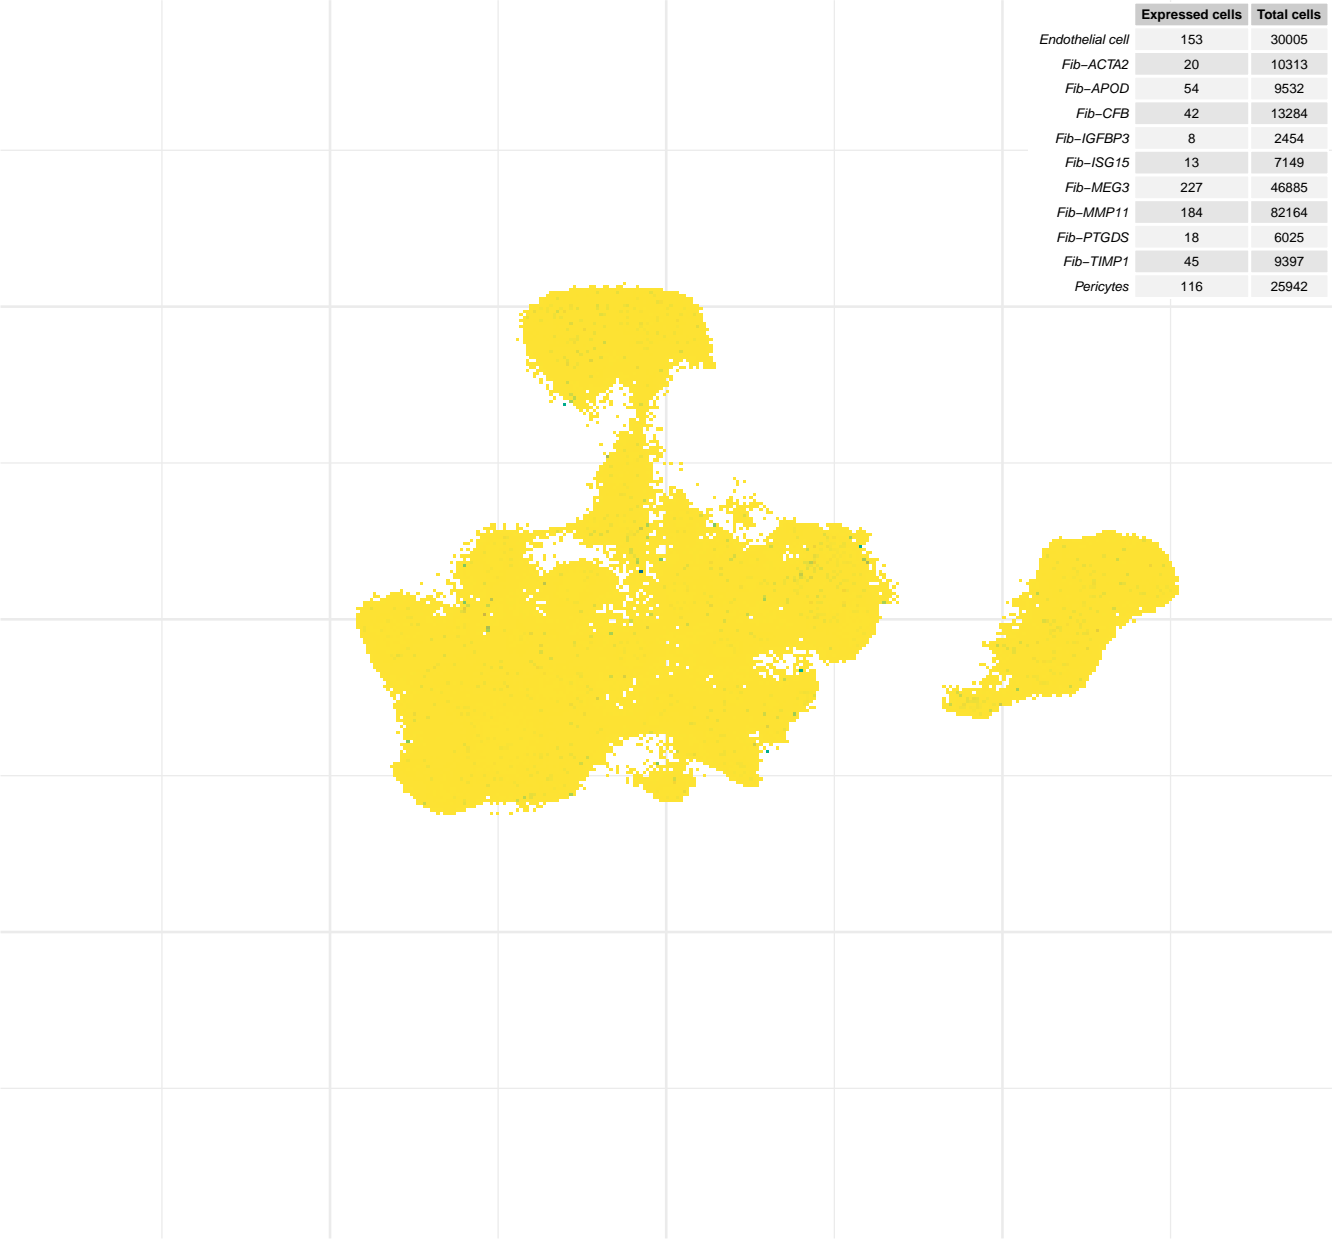 Expressed cells Total cells
Endothelial cell 153 30005
Fib−ACTA2 20 10313
Fib−APOD 54 9532
Fib−CFB 42 13284
Fib−IGFBP3 8 2454
Fib−ISG15 13 7149
Fib−MEG3 227 46885
Fib−MMP11 184 82164
Fib−PTGDS 18 6025
Fib−TIMP1 45 9397
Pericytes 116 25942